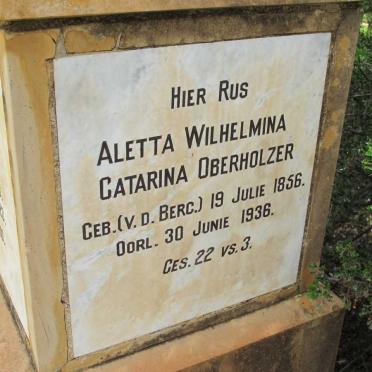 HIER RUS
ALETTA WILHELMINA
CATARINA OBERHOLZER
GEB. (V. D. BERG.) 19 JULIE 1856.
OORL. 30 JUNIE 1936.
GES. 22 VS. 3.